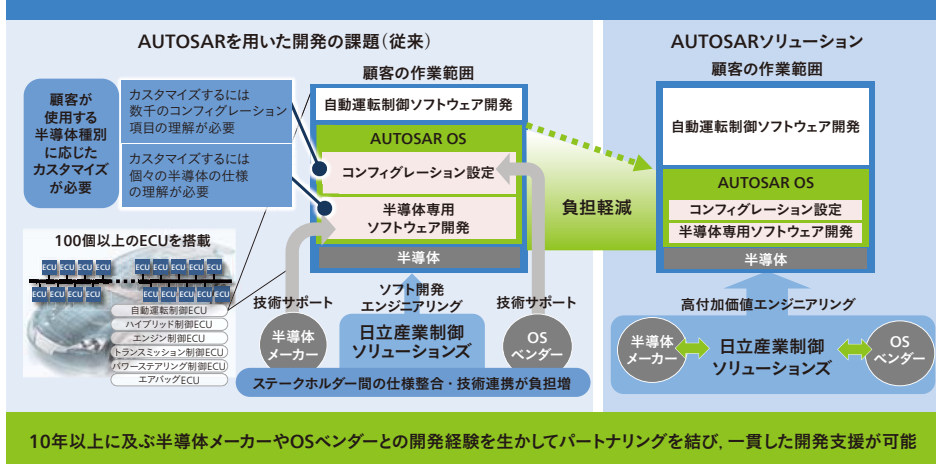 AUTOSARを用いた開発の課題（従来）
顧客が
使用する
半導体種別
に応じた
カスタマイズ
が必要
カスタマイズするには
数千のコンフィグレーション
項目の理解が必要
カスタマイズするには
個々の半導体の仕様
の理解が必要
顧客の作業範囲
自動運転制御ソフトウェア開発
AUTOSAR OS
コンフィグレーション設定
半導体専用
ソフトウェア開発
半導体
100個以上のECUを搭載
ECU ECU ECU ECU ECU ECU ECU ECU ECU
ECU ECU ECU ECU ECU ECU ECU ECU
自動運転制御ECU
ハイブリッド制御ECU
エンジン制御ECU
トランスミッション制御ECU
パワーステアリング制御ECU
エアバッグECU
技術サポート
半導体
メーカー
ソフト開発
エンジニアリング
日立産業制御
ソリューションズ
技術サポート
OS
ベンダー
ステークホルダー間の仕様整合・技術連携が負担増
負担軽減
AUTOSARソリューション
顧客の作業範囲
自動運転制御ソフトウェア開発
AUTOSAR OS
コンフィグレーション設定
半導体専用ソフトウェア開発
半導体
高付加価値エンジニアリング
半導体
メーカー
日立産業制御
ソリューションズ
OS
ベンダー
10年以上に及ぶ半導体メーカーやOSベンダーとの開発経験を生かしてパートナリングを結び，一貫した開発支援が可能